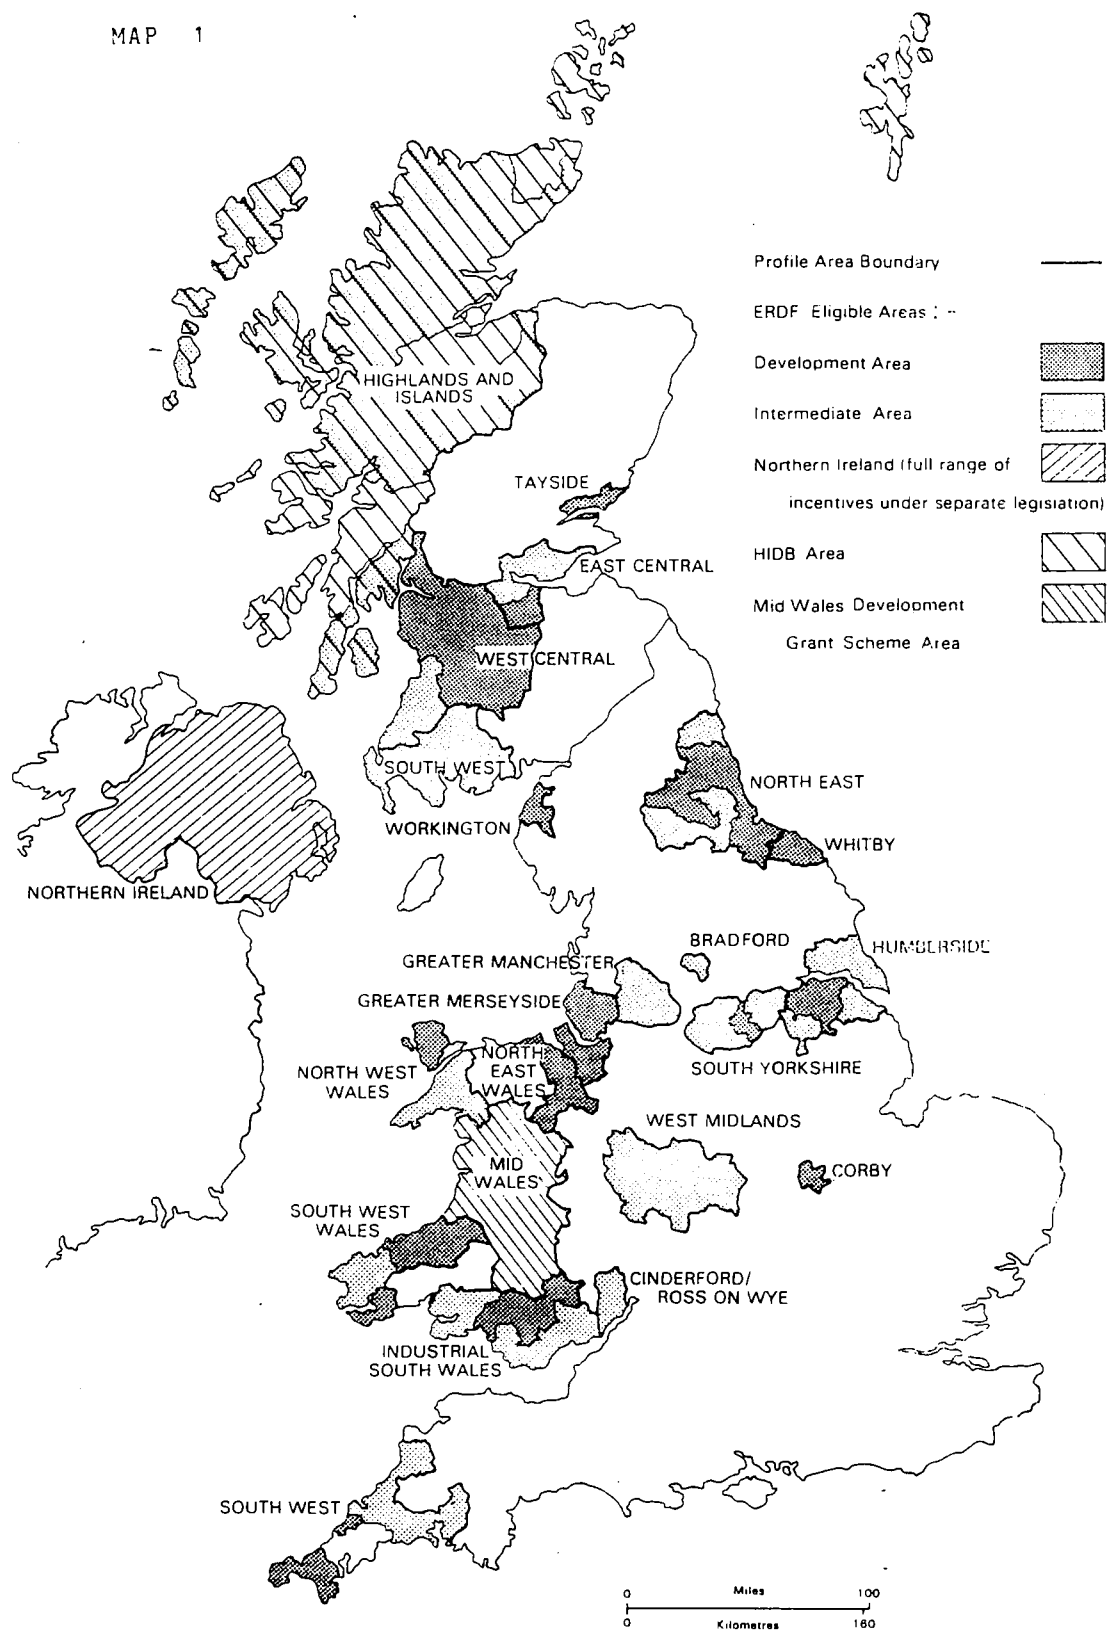 MAP 1
Profile Area Boundary
ERDF Eligible Areas : --
Development Area
Intermediate Area
Northern Ireland (full range of
incentives under separate legislation)
HIDB Area
Mid Wales Development
Grant Scheme Area
HIGHLANDS AND
ISLANDS
TAYSIDE
EAST CENTRAL
WEST CENTRAL
SOUTH WEST
NORTH EAST
WORKINGTON
WHITBY
NORTHERN IRELAND
BRADFORD
HUMBERSIDE
GREATER MANCHESTER
GREATER MERSEYSIDE
NORTH WEST
WALES
NORTH
EAST
WALES
SOUTH YORKSHIRE
WEST MIDLANDS
MID
WALES
CORBY
SOUTH WEST
WALES
CINDERFORD/
ROSS ON WYE
INDUSTRIAL
SOUTH WALES
SOUTH WEST
0 Miles 100
0 Kilometres 160